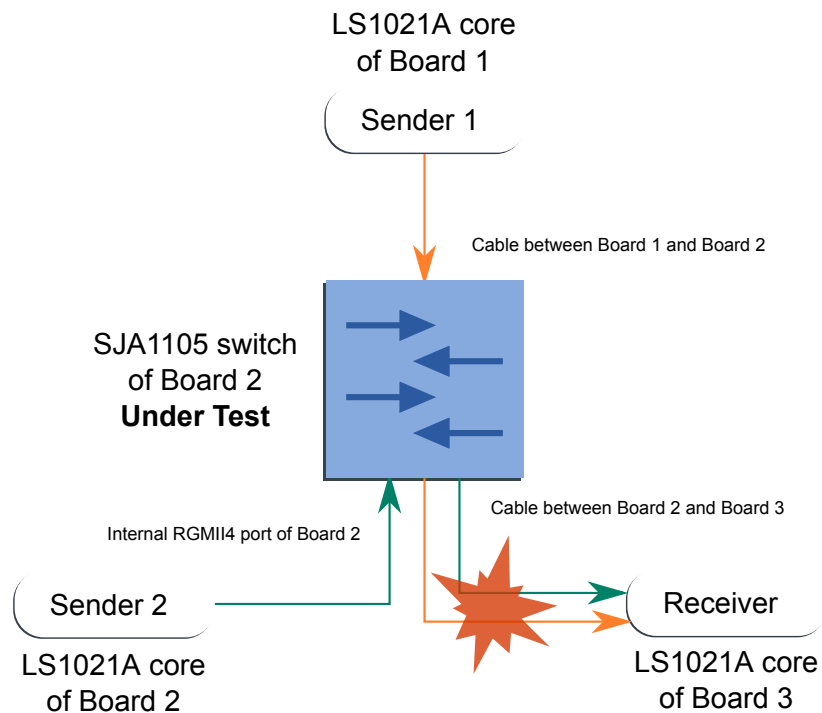 LS1021A core
of Board 1
Sender 1
Cable between Board 1 and Board 2
SJA1105 switch
of Board 2
Under Test
Cable between Board 2 and Board 3
Internal RGMII4 port of Board 2
Sender 2
Receiver
LS1021A core
of Board 2
LS1021A core
of Board 3